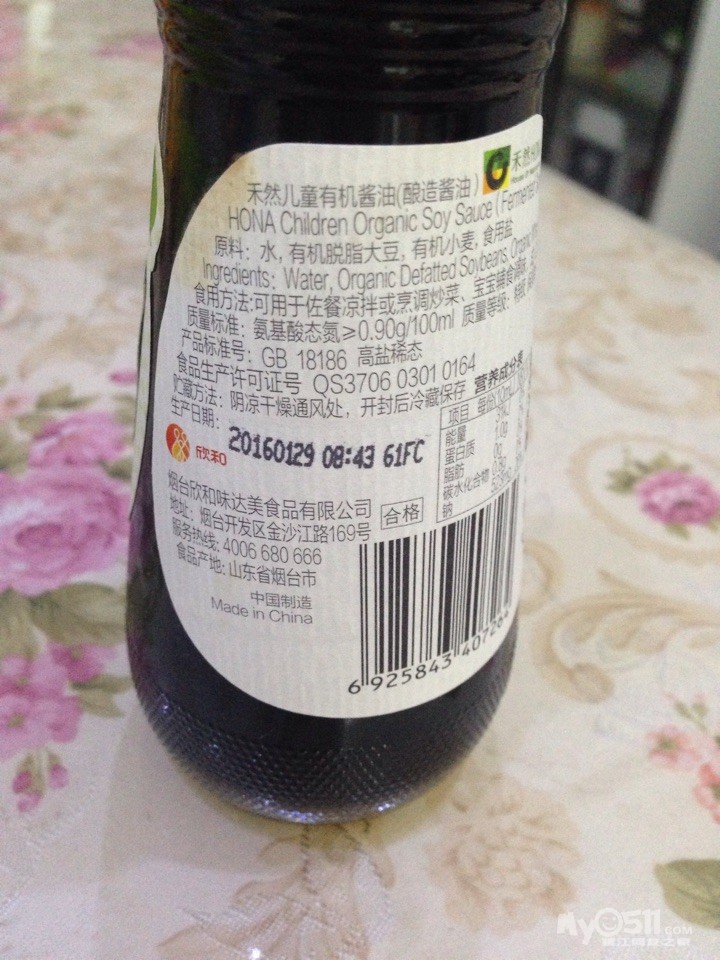 禾然
禾然儿童有机酱油(酿造酱油)
HONA Children Organic Soy Sauce (
原料：水, 有机脱脂大豆, 有机小麦, 食用盐
Ingredients: Water, Organic Defatted Soybeans,
食用方法:可用于佐餐凉拌或烹调炒菜、宝宝辅食调味
质量标准：氨基酸态氮≥0.90g/100ml 质量等级：特级
产品标准号：GB 18186 高盐稀态
食品生产许可证号 QS3706 0301 0164
贮藏方法：阴凉干燥通风处, 开封后冷藏保存
生产日期：
20160129 08:43 61FC
营养成分表
项目
能量
蛋白质
脂肪 0g
碳水化合物
钠
欣和
烟台欣和味达美食品有限公司
地址: 烟台开发区金沙江路169号
合格
服务热线: 4006 680 666
食品产地: 山东省烟台市
中国制造
Made in China
6 925843 40726
My0511.COM